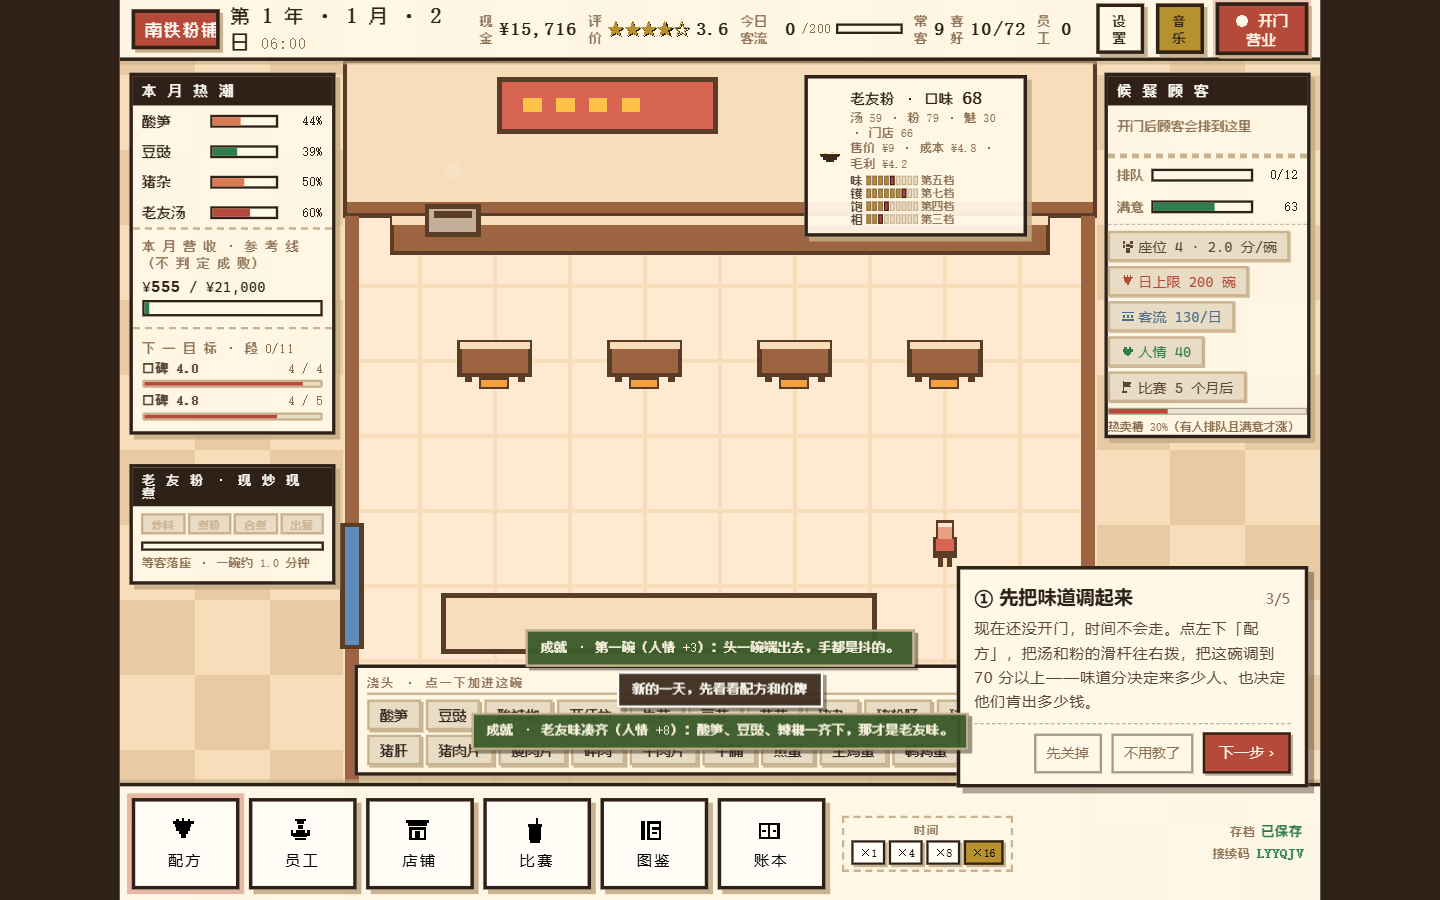 南铁粉铺
第 1 年 · 1 月 · 2
日 06:00
现金 ¥15,716
评价 3.6
今日客流 0 /200
常客 9
喜好 10/72
员工 0
设置
音乐
开门营业
本月热潮
酸笋 44%
豆豉 39%
猪杂 50%
老友汤 60%
本月营收 · 参考线
（不判定成败）
¥555 / ¥21,000
下一目标 · 段 0/11
口碑 4.0 4 / 4
口碑 4.8 4 / 5
老友粉 · 现炒现煮
炒料 煮粉 合煮 出餐
等客落座 · 一碗约 1.0 分钟
老友粉 · 口味 68
汤 59 · 粉 79 · 魅 30
· 门店 66
售价 ¥9 · 成本 ¥4.8 ·
毛利 ¥4.2
味 第五档
镬 第七档
饱 第四档
相 第三档
候餐顾客
开门后顾客会排到这里
排队 0/12
满意 63
座位 4 · 2.0 分/碗
日上限 200 碗
客流 130/日
人情 40
比赛 5 个月后
热卖榜 30%（有人排队且满意才涨）
成就 · 第一碗（人情 +3）：头一碗端出去，手都是抖的。
浇头 · 点一下加进这碗
新的一天，先看看配方和价牌
酸笋 豆豉
成就 · 老友味凑齐（人情 +8）：酸笋、豆豉、辣椒一齐下，那才是老友味。
猪肝 猪肉片
① 先把味道调起来 3/5
现在还没开门，时间不会走。点左下「配
方」，把汤和粉的滑杆往右拨，把这碗调到
70 分以上——味道分决定来多少人、也决定
他们肯出多少钱。
先关掉 不用教了 下一步 ›
配方
员工
店铺
比赛
图鉴
账本
时间
×1 ×4 ×8 ×16
存档 已保存
接续码 LYYQJV